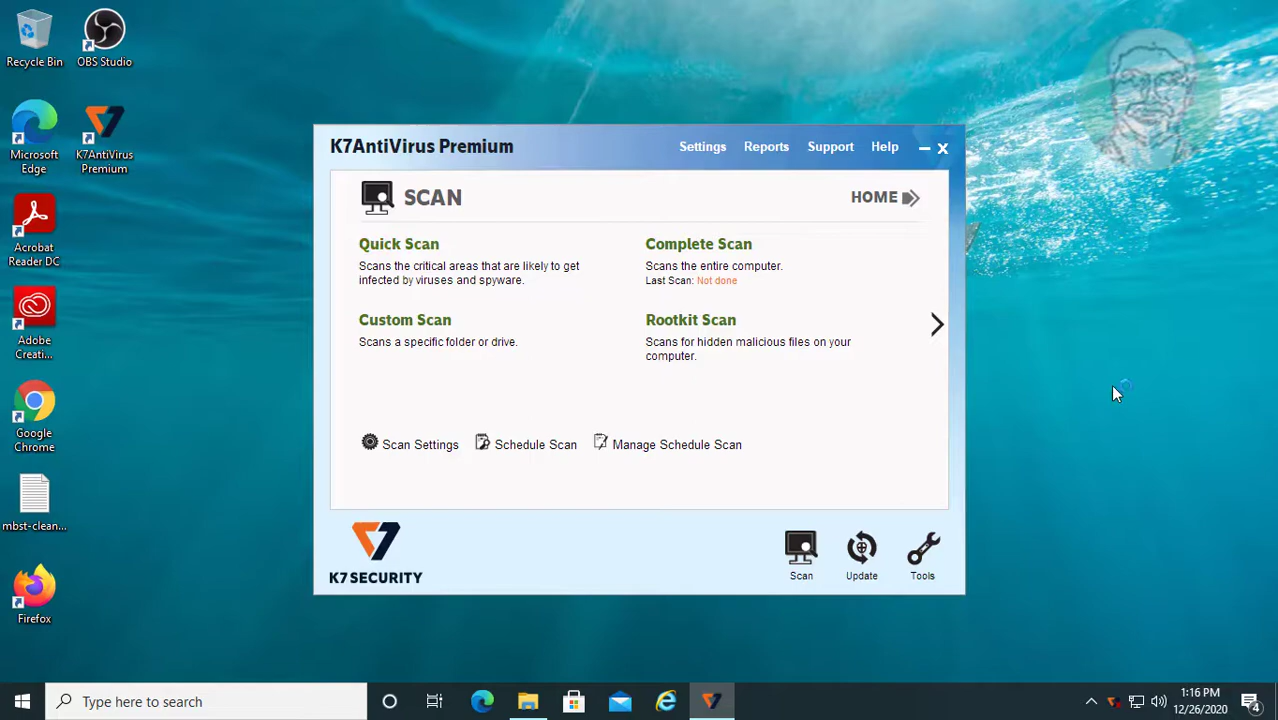 Recycle Bin
OBS Studio
Microsoft
Edge
K7AntiVirus
Premium
Acrobat
Reader DC
Adobe
Creati...
Google
Chrome
mbst-clean...
Firefox
K7AntiVirus Premium
Settings
Reports
Support
Help
SCAN
HOME
Quick Scan
Scans the critical areas that are likely to get
infected by viruses and spyware.
Complete Scan
Scans the entire computer.
Last Scan: Not done
Custom Scan
Scans a specific folder or drive.
Rootkit Scan
Scans for hidden malicious files on your
computer.
Scan Settings
Schedule Scan
Manage Schedule Scan
K7 SECURITY
Scan
Update
Tools
Type here to search
1:16 PM
12/26/2020
4